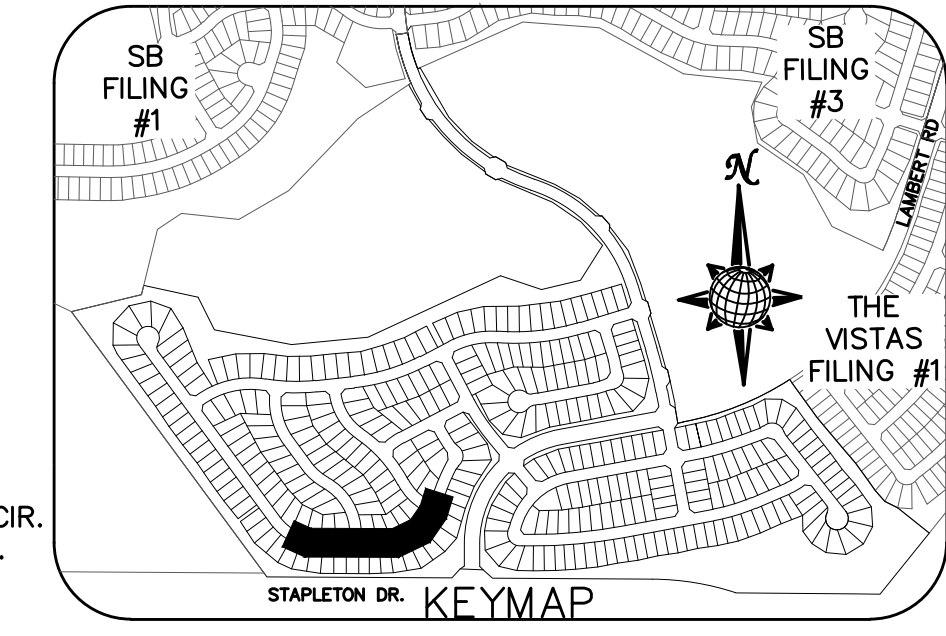 SB
FILING
#1
SB
FILING
#3
LAMBERT RD
N
THE
VISTAS
FILING #1
CIR.
STAPLETON DR.
KEYMAP